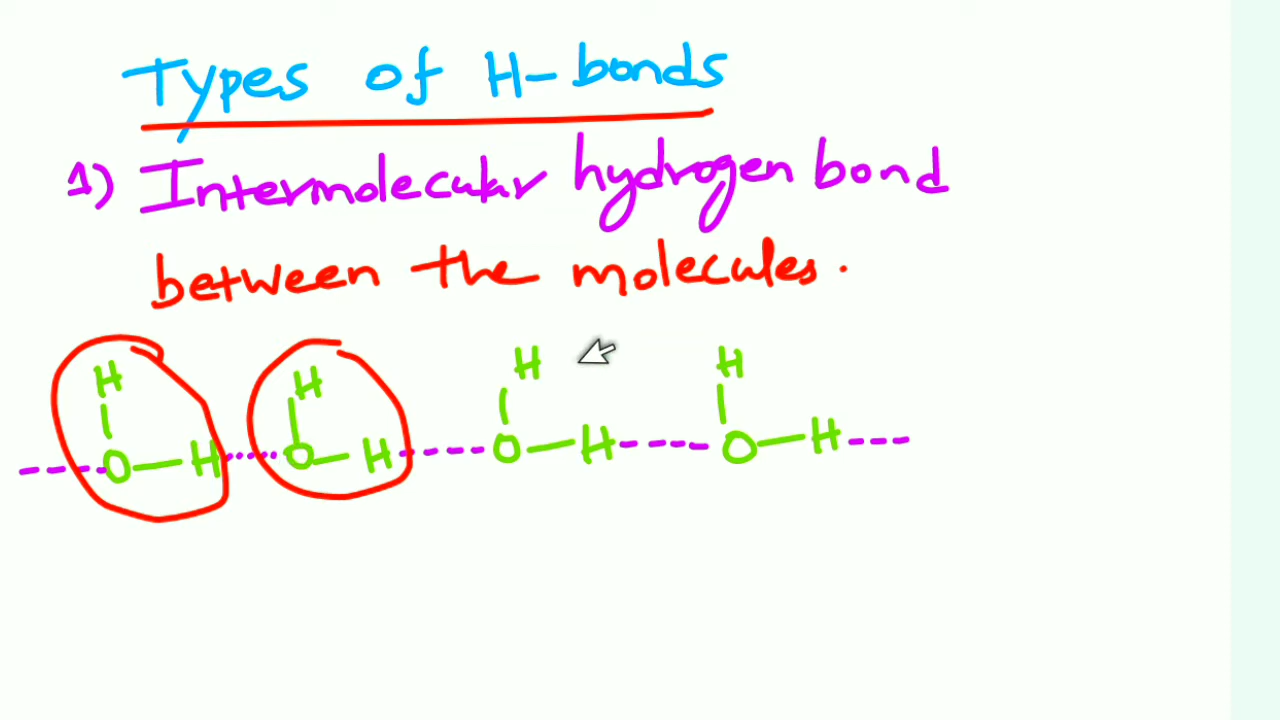 Types of H-bonds
1) Intermolecular hydrogen bond
between the molecules.
H H H H
O-H O-H O-H O-H